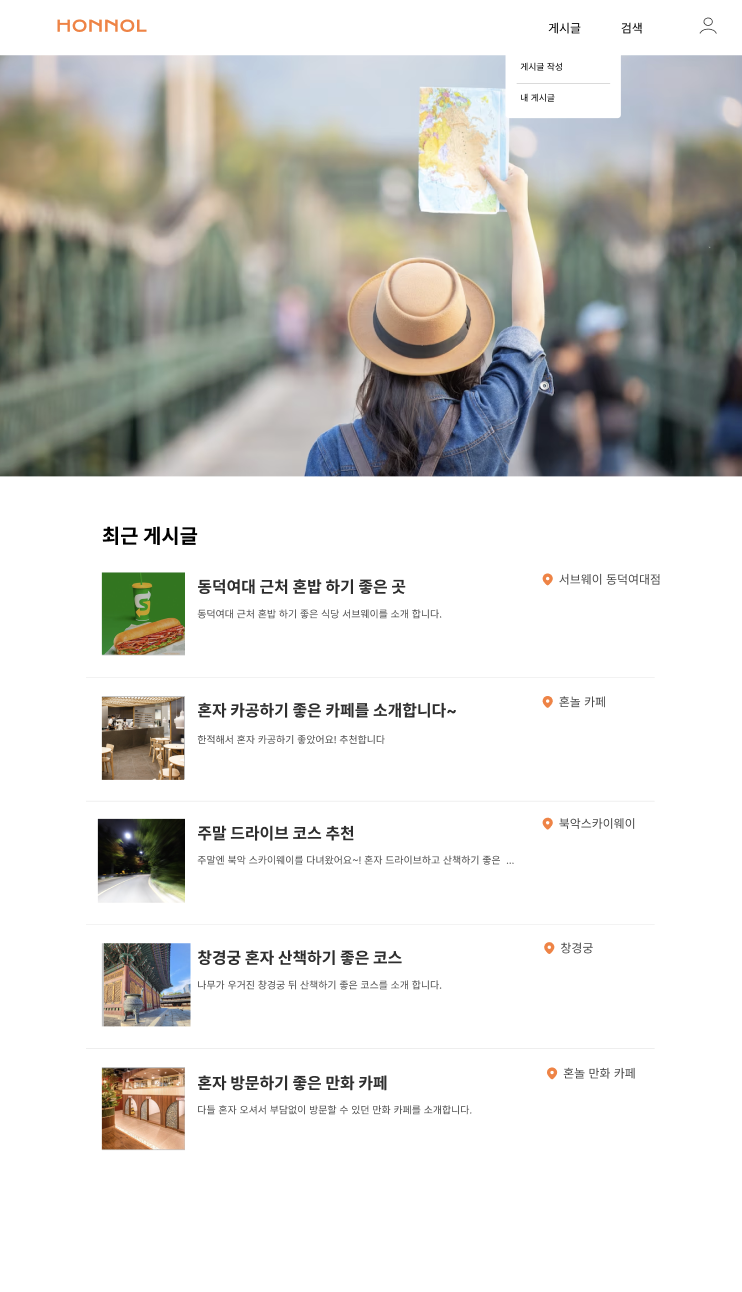 HONNOL
게시글
검색
게시글 작성
내 게시글
최근 게시글
동덕여대 근처 혼밥 하기 좋은 곳
서브웨이 동덕여대점
동덕여대 근처 혼밥 하기 좋은 식당 서브웨이를 소개 합니다.
혼자 카공하기 좋은 카페를 소개합니다~
혼놀 카페
한적해서 혼자 카공하기 좋았어요! 추천합니다
주말 드라이브 코스 추천
북악스카이웨이
주말엔 북악 스카이웨이를 다녀왔어요~! 혼자 드라이브하고 산책하기 좋은 ...
창경궁 혼자 산책하기 좋은 코스
창경궁
나무가 우거진 창경궁 뒤 산책하기 좋은 코스를 소개 합니다.
혼자 방문하기 좋은 만화 카페
혼놀 만화 카페
다들 혼자 오셔서 부담없이 방문할 수 있던 만화 카페를 소개합니다.